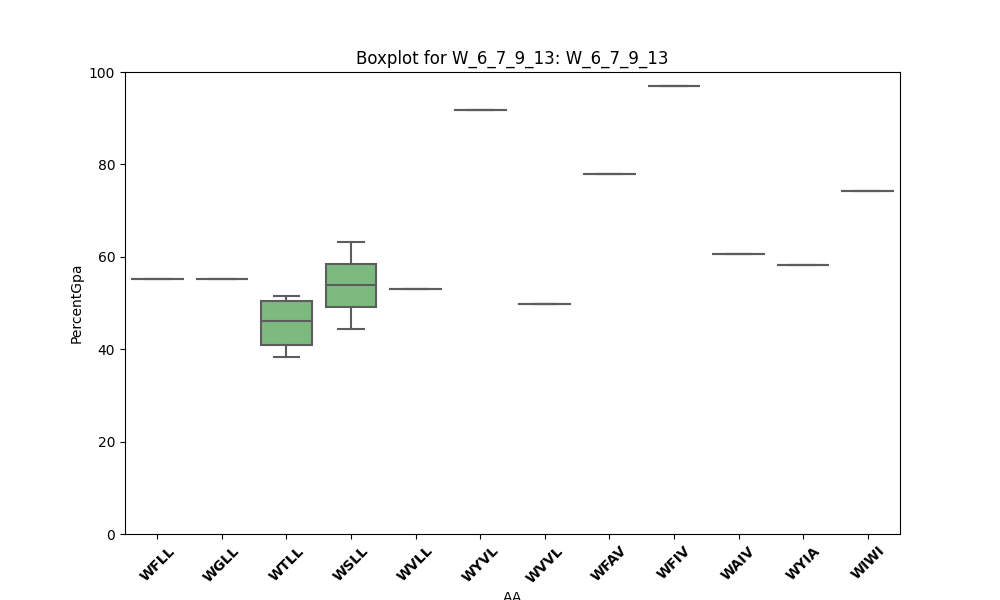 Boxplot for W_6_7_9_13: W_6_7_9_13
100
80
60
40
20
0
PercentGpa
WFLL
WGLL
WTLL
WSLL
WVLL
WYVL
WVVL
WFAV
WFIV
WAIV
WYIA
WIWI
AA